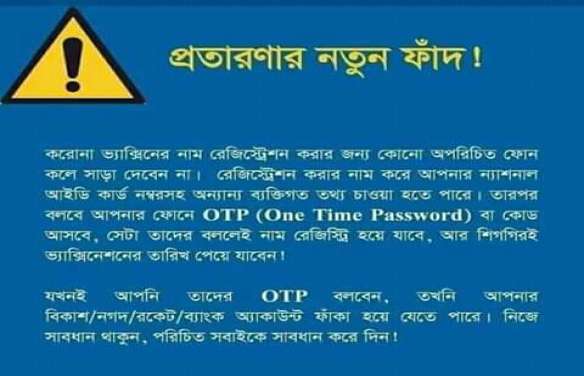 প্রতারণার নতুন ফাঁদ!
করোনা ভ্যাক্সিনের নাম রেজিস্ট্রেশন করার জন্য কোনো অপরিচিত ফোন
কলে সাড়া দেবেন না। রেজিস্ট্রেশন করার নাম করে আপনার ন্যাশনাল
আইডি কার্ড নম্বরসহ অন্যান্য ব্যক্তিগত তথ্য চাওয়া হতে পারে। তারপর
বলবে আপনার ফোনে OTP (One Time Password) বা কোড
আসবে, সেটা তাদের বললেই নাম রেজিস্ট্রি হয়ে যাবে, আর শিগগিরই
ভ্যাক্সিনেশনের তারিখ পেয়ে যাবেন!
যখনই আপনি তাদের OTP বলবেন, তখনি আপনার
বিকাশ/নগদ/রকেট/ব্যাংক অ্যাকাউন্ট ফাঁকা হয়ে যেতে পারে। নিজে
সাবধান থাকুন, পরিচিত সবাইকে সাবধান করে দিন!